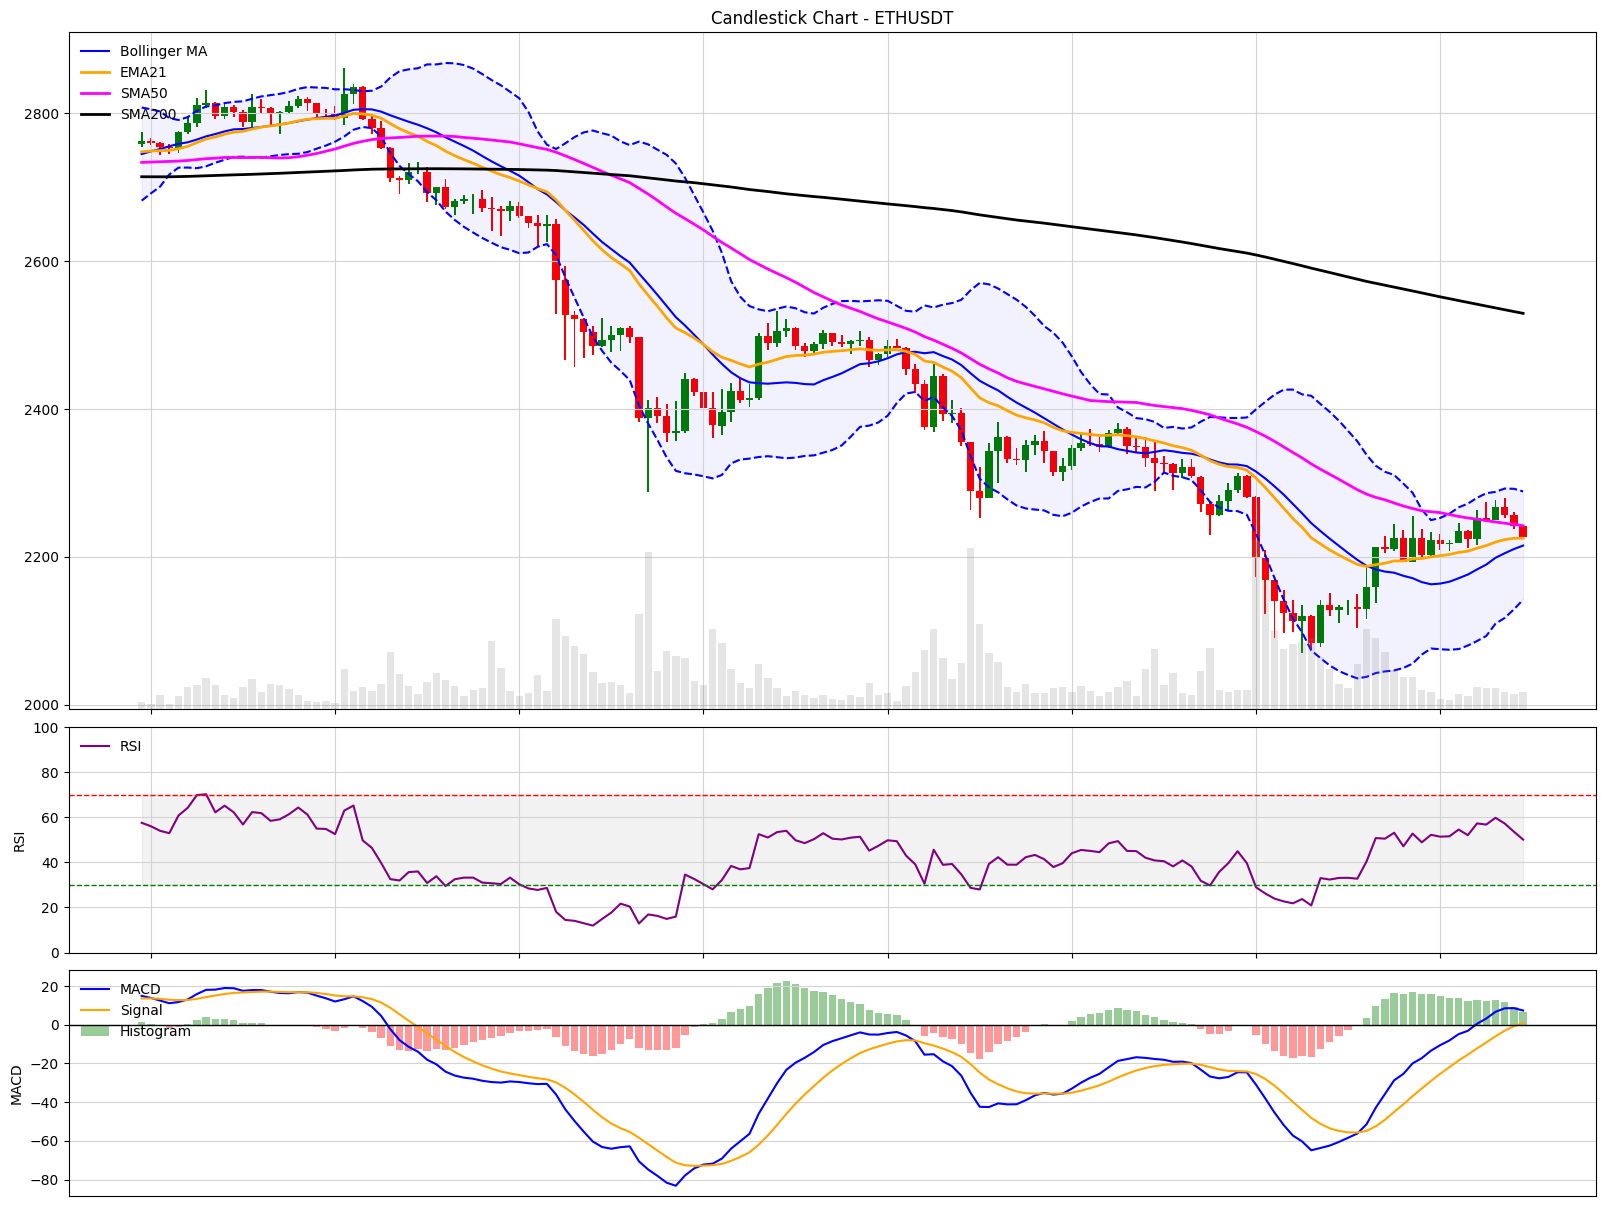 Candlestick Chart - ETHUSDT
Bollinger MA
EMA21
SMA50
SMA200
2800
2600
2400
2200
2000
RSI
100
80
60
40
20
0
RSI
MACD
Signal
Histogram
20
0
−20
−40
−60
−80
MACD